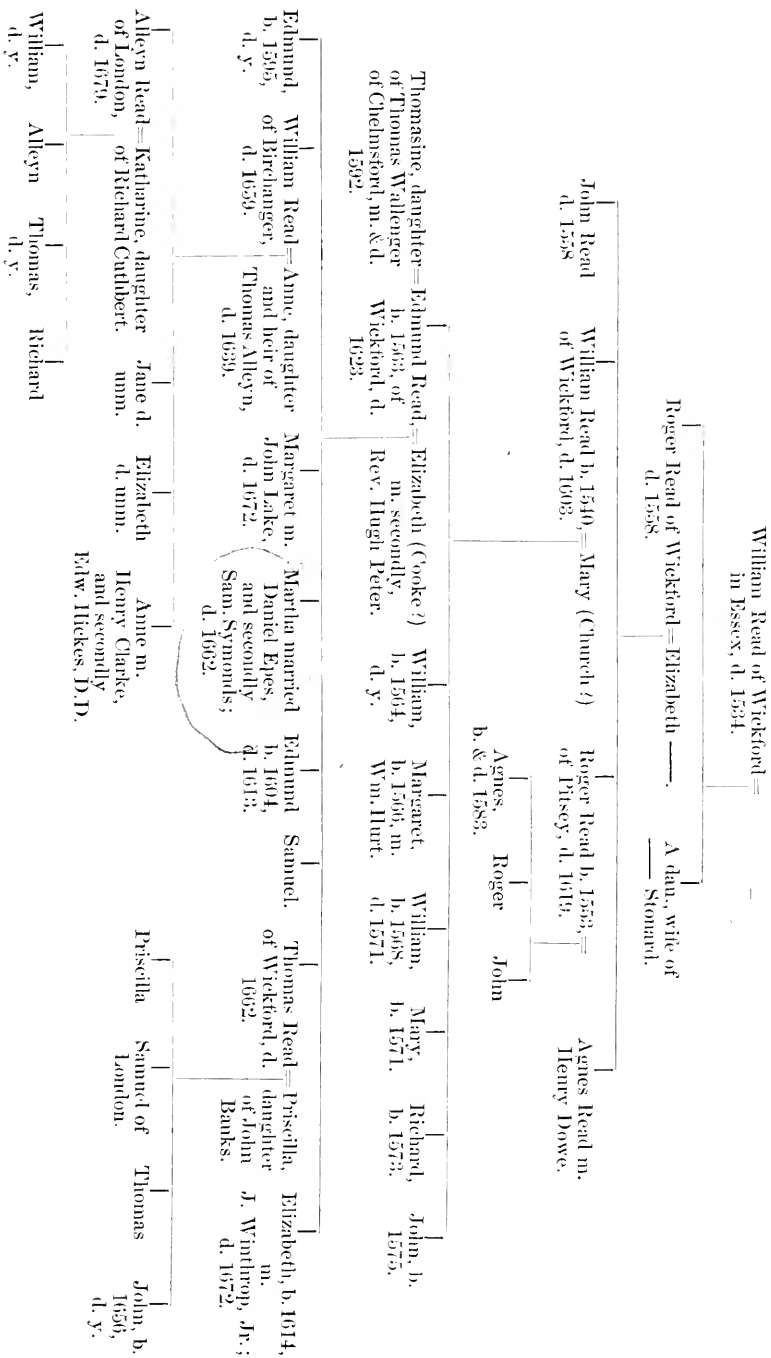 William Read of Wickford=
in Essex, d. 1534.
Roger Read of Wickford=Elizabeth ——.
d. 1558.
A dau., wife of
—— Stonard.
John Read
d. 1558
William Read b. 1540,= Mary (Church?)
of Wickford, d. 1603.
Roger Read b. 1553,=
of Pitsey, d. 1619.
Agnes Read m.
Henry Dowe.
Agnes,
b. & d. 1583.
Roger
John
Thomasine, daughter=Edmund Read,= Elizabeth (Cooke?)
of Thomas Wallenger
of Chelmsford, m. & d.
1592.
b. 1563, of
Wickford, d.
1623.
m. secondly,
Rev. Hugh Peter.
William,
b. 1564,
d. y.
Margaret,
b. 1566, m.
Wm. Hurt.
William,
b. 1568,
d. 1571.
Mary,
b. 1571.
Richard,
b. 1573.
John, b.
1575.
Edmund,
b. 1595,
d. y.
William Read=Anne, daughter
of Birchanger,
d. 1659.
and heir of
Thomas Alleyn,
d. 1639.
Margaret m.
John Lake,
d. 1672.
Martha married
Daniel Epes,
and secondly
Sam. Symonds;
d. 1662.
Edmund
b. 1604,
d. 1613.
Samuel.
Thomas Read=Priscilla,
of Wickford, d.
1662.
daughter
of John
Banks.
Elizabeth, b. 1614,
m.
J. Winthrop, Jr.;
d. 1672.
Alleyn Read=Katharine, daughter
of London,
d. 1679.
of Richard Cuthbert.
Jane d.
unm.
Elizabeth
d. unm.
Anne m.
Henry Clarke,
and secondly
Edw. Hickes, D.D.
Priscilla
Samuel of
London.
Thomas
John, b.
1656,
d. y.
William,
d. y.
Alleyn
Thomas,
d. y.
Richard